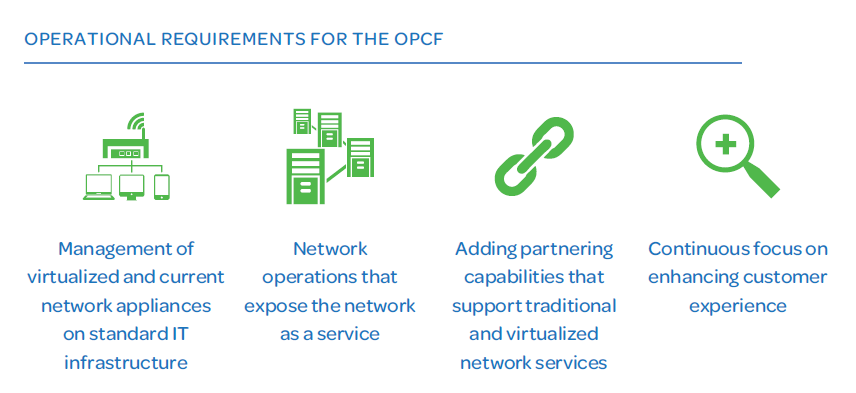 OPERATIONAL REQUIREMENTS FOR THE OPCF
Management of
virtualized and current
network appliances
on standard IT
infrastructure
Network
operations that
expose the network
as a service
Adding partnering
capabilities that
support traditional
and virtualized
network services
Continuous focus on
enhancing customer
experience